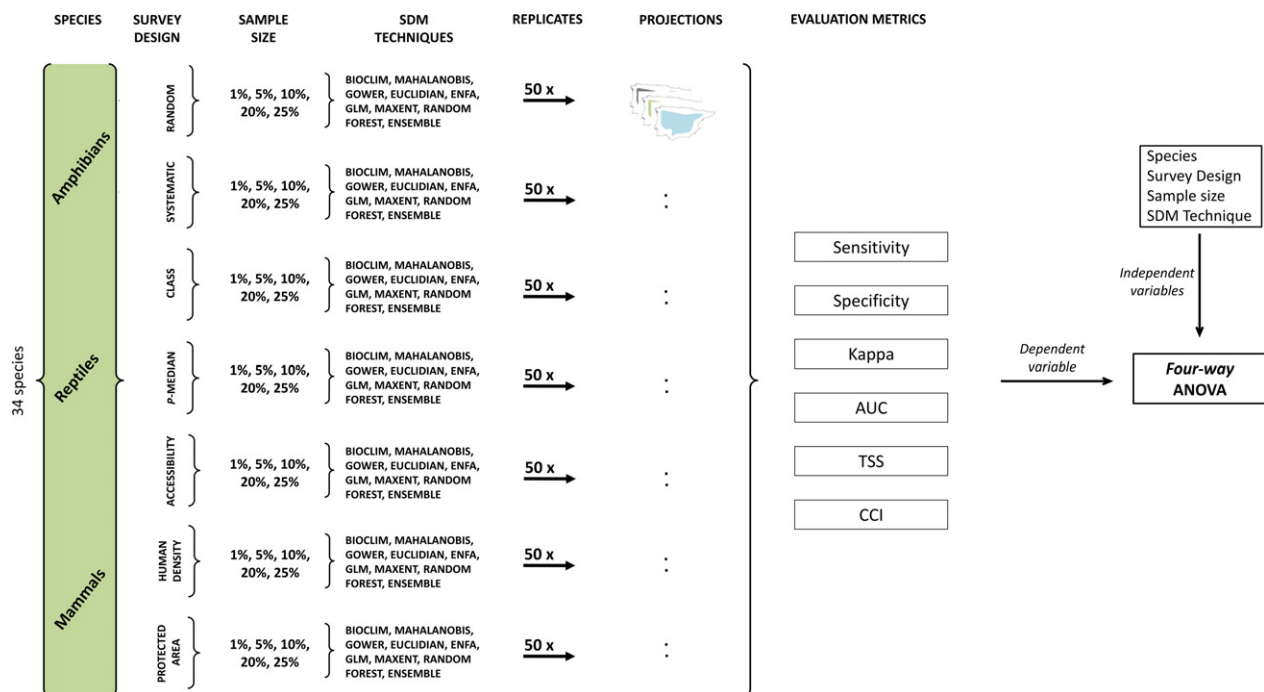 SPECIES
SURVEY
DESIGN
SAMPLE
SIZE
SDM
TECHNIQUES
REPLICATES
PROJECTIONS
EVALUATION METRICS
34 species
Amphibians
Reptiles
Mammals
RANDOM
1%, 5%, 10%,
20%, 25%
BIOCLIM, MAHALANOBIS,
GOWER, EUCLIDIAN, ENFA,
GLM, MAXENT, RANDOM
FOREST, ENSEMBLE
50 x
SYSTEMATIC
1%, 5%, 10%,
20%, 25%
BIOCLIM, MAHALANOBIS,
GOWER, EUCLIDIAN, ENFA,
GLM, MAXENT, RANDOM
FOREST, ENSEMBLE
50 x
:
CLASS
1%, 5%, 10%,
20%, 25%
BIOCLIM, MAHALANOBIS,
GOWER, EUCLIDIAN, ENFA,
GLM, MAXENT, RANDOM
FOREST, ENSEMBLE
50 x
:
P-MEDIAN
1%, 5%, 10%,
20%, 25%
BIOCLIM, MAHALANOBIS,
GOWER, EUCLIDIAN, ENFA,
GLM, MAXENT, RANDOM
FOREST, ENSEMBLE
50 x
:
ACCESSIBILITY
1%, 5%, 10%,
20%, 25%
BIOCLIM, MAHALANOBIS,
GOWER, EUCLIDIAN, ENFA,
GLM, MAXENT, RANDOM
FOREST, ENSEMBLE
50 x
:
HUMAN
DENSITY
1%, 5%, 10%,
20%, 25%
BIOCLIM, MAHALANOBIS,
GOWER, EUCLIDIAN, ENFA,
GLM, MAXENT, RANDOM
FOREST, ENSEMBLE
50 x
:
PROTECTED
AREA
1%, 5%, 10%,
20%, 25%
BIOCLIM, MAHALANOBIS,
GOWER, EUCLIDIAN, ENFA,
GLM, MAXENT, RANDOM
FOREST, ENSEMBLE
50 x
:
Sensitivity
Specificity
Kappa
AUC
TSS
CCI
Dependent
variable
Species
Survey Design
Sample size
SDM Technique
Independent
variables
Four-way
ANOVA